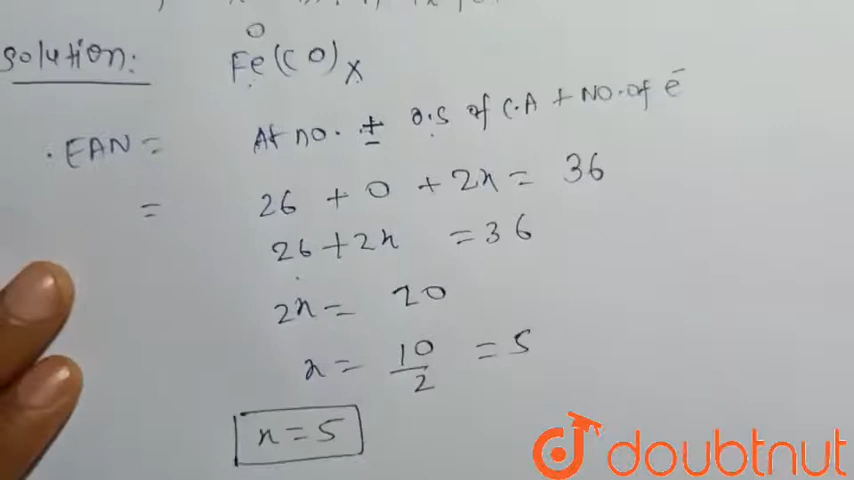 Solution:
O
Fe(CO)x
EAN =
At no. ± O.S of C.A + NO. of e-
= 26 + 0 + 2x = 36
26 + 2x = 36
2x = 20
x = 10/2 = 5
x = 5
doubtnut